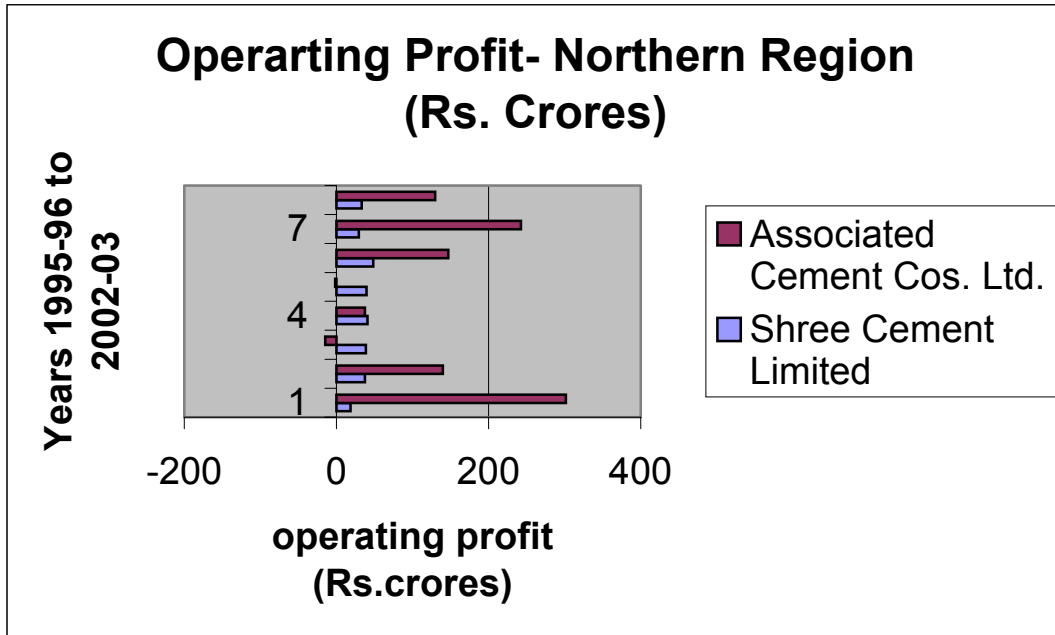 Operarting Profit- Northern Region
(Rs. Crores)
Years 1995-96 to
2002-03
7
4
1
-200 0 200 400
operating profit
(Rs.crores)
Associated
Cement Cos. Ltd.
Shree Cement
Limited